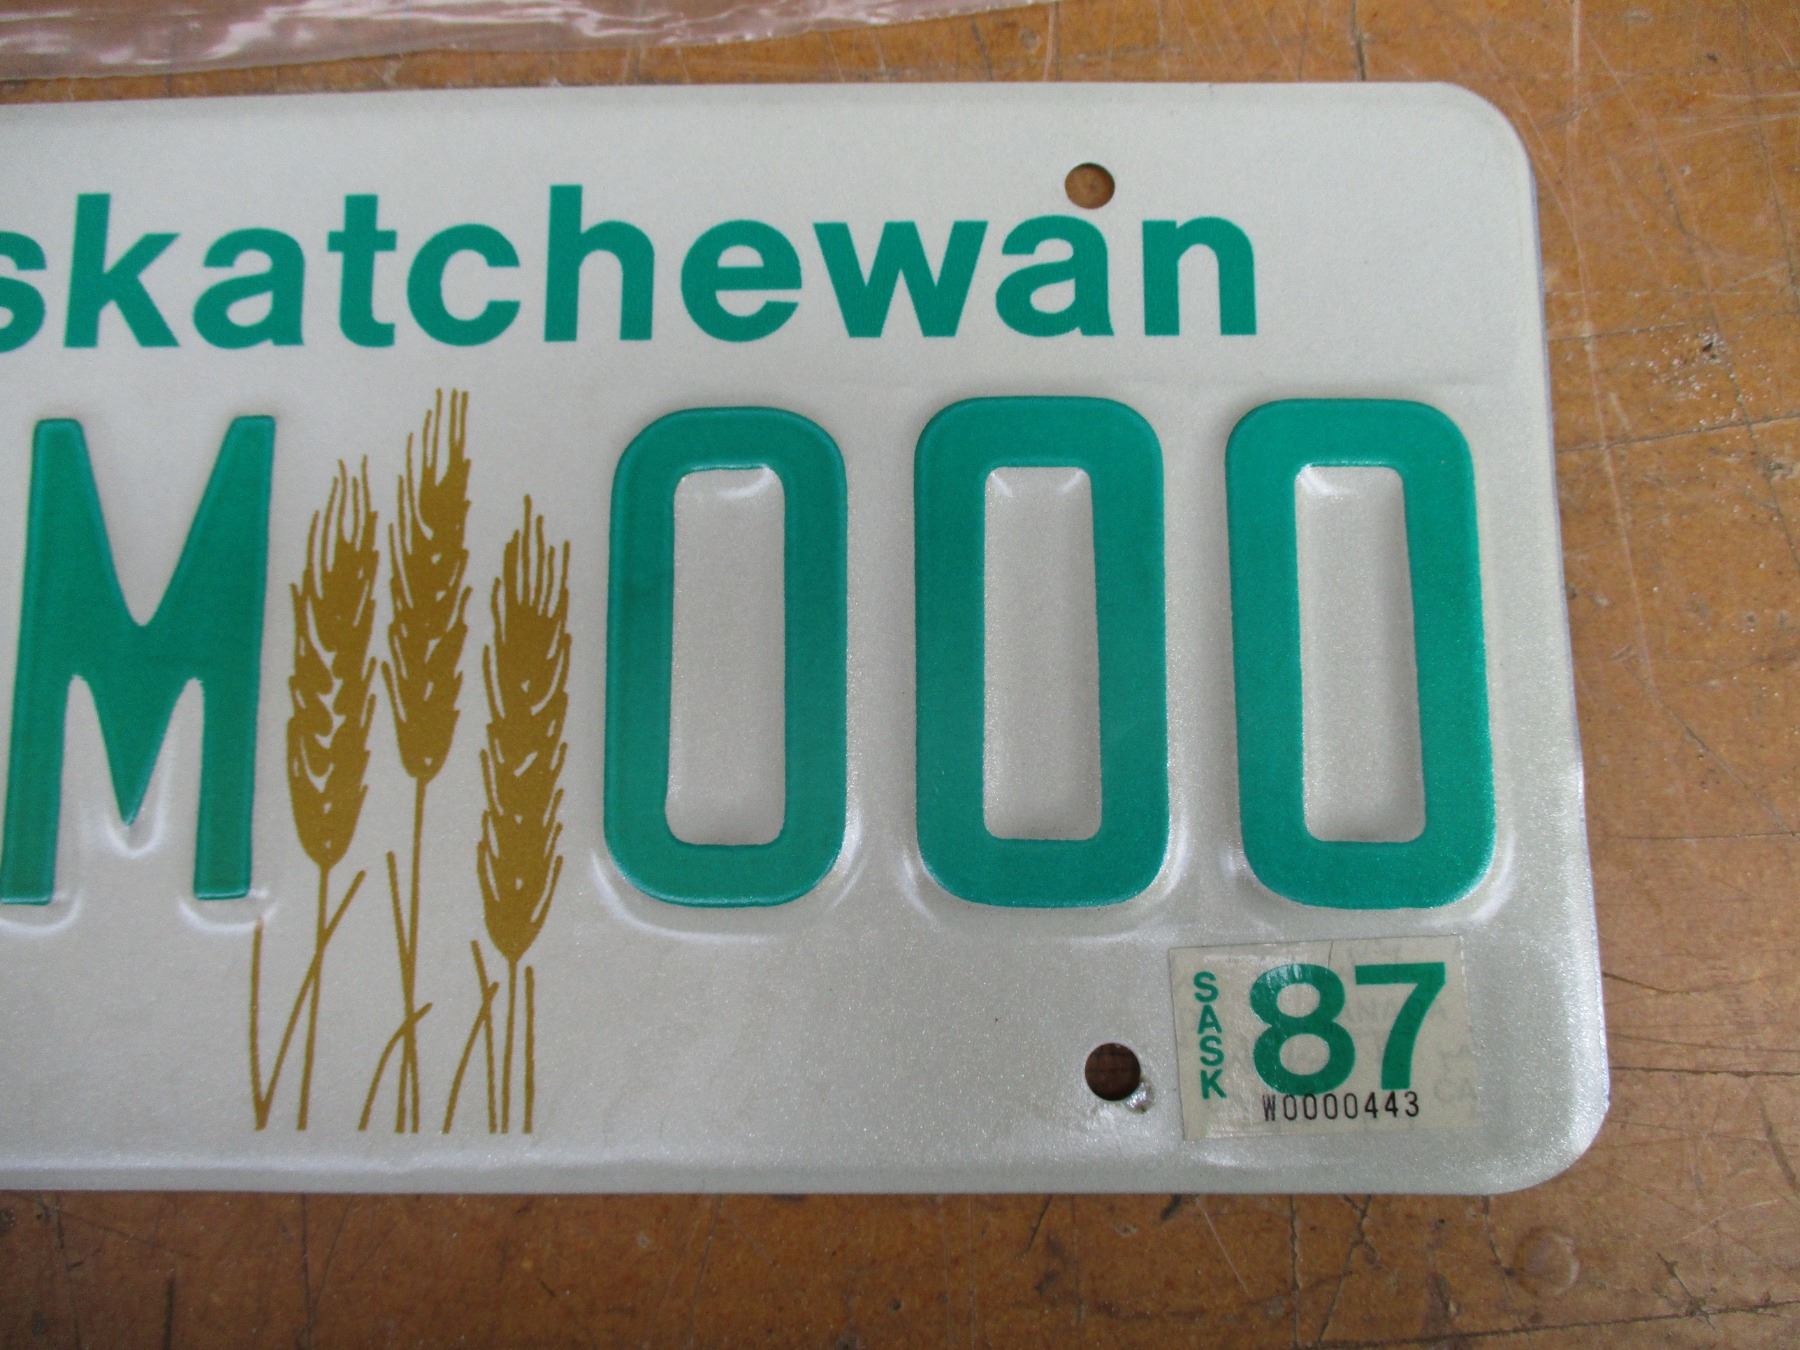 skatchewan
M 000
SASK 87
W0000443